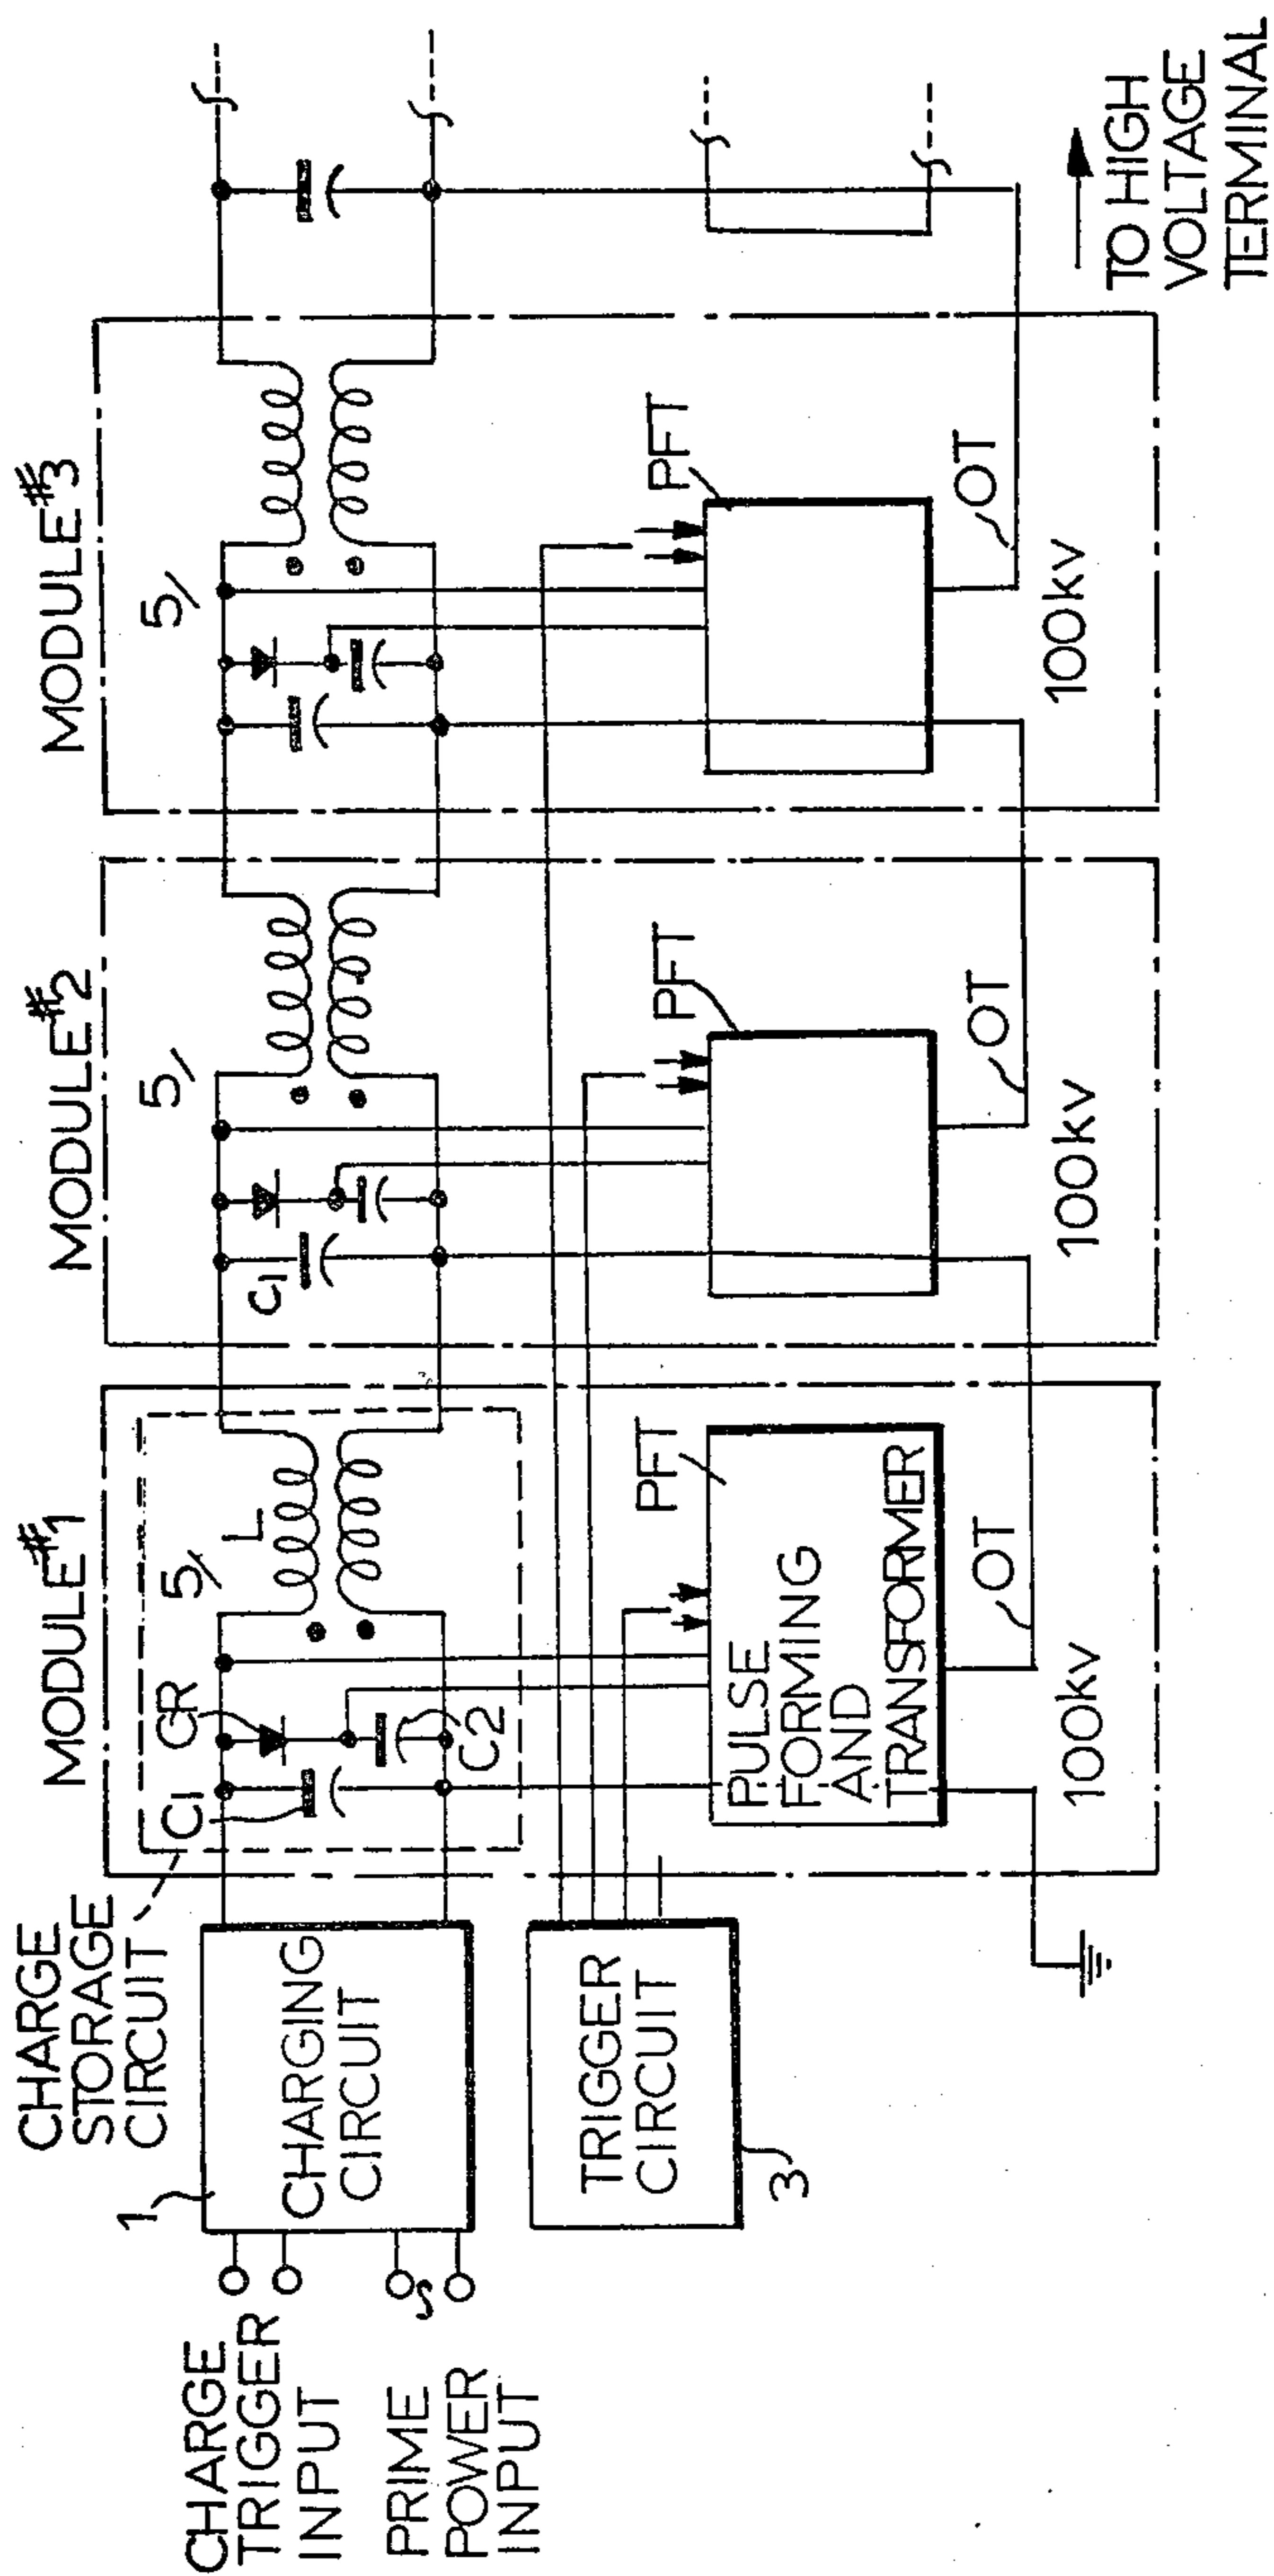 MODULE #1
MODULE #2
MODULE #3
CHARGE
STORAGE
CIRCUIT
1
CHARGING
CIRCUIT
CHARGE
TRIGGER
INPUT
PRIME
POWER
INPUT
TRIGGER
CIRCUIT
3
C1
CR
C2
5
L
PFT
PULSE
FORMING
AND
TRANSFORMER
OT
100kv
C1
5
PFT
OT
100kv
5
PFT
OT
100kv
TO HIGH
VOLTAGE
TERMINAL